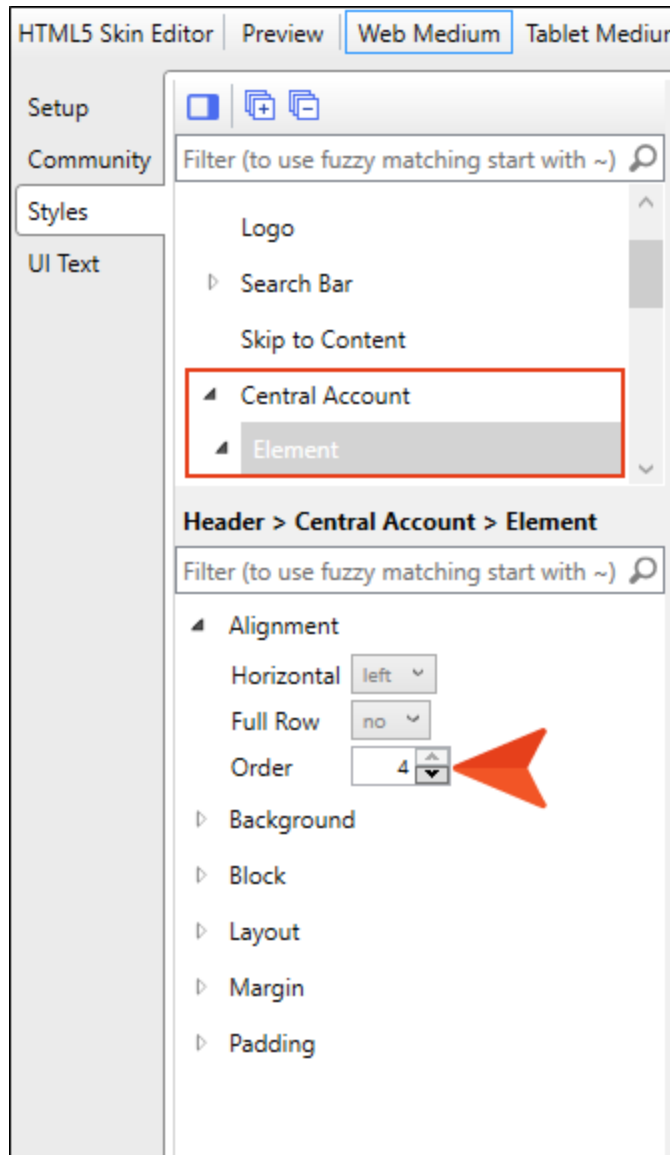 HTML5 Skin Editor Preview Web Medium Tablet Medium
Setup
Community
Styles
UI Text
Filter (to use fuzzy matching start with ~)
Logo
Search Bar
Skip to Content
Central Account
Element
Header > Central Account > Element
Filter (to use fuzzy matching start with ~)
Alignment
Horizontal left
Full Row no
Order 4
Background
Block
Layout
Margin
Padding